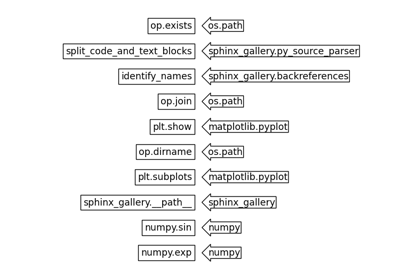 op.exists os.path
split_code_and_text_blocks sphinx_gallery.py_source_parser
identify_names sphinx_gallery.backreferences
op.join os.path
plt.show matplotlib.pyplot
op.dirname os.path
plt.subplots matplotlib.pyplot
sphinx_gallery.__path__ sphinx_gallery
numpy.sin numpy
numpy.exp numpy